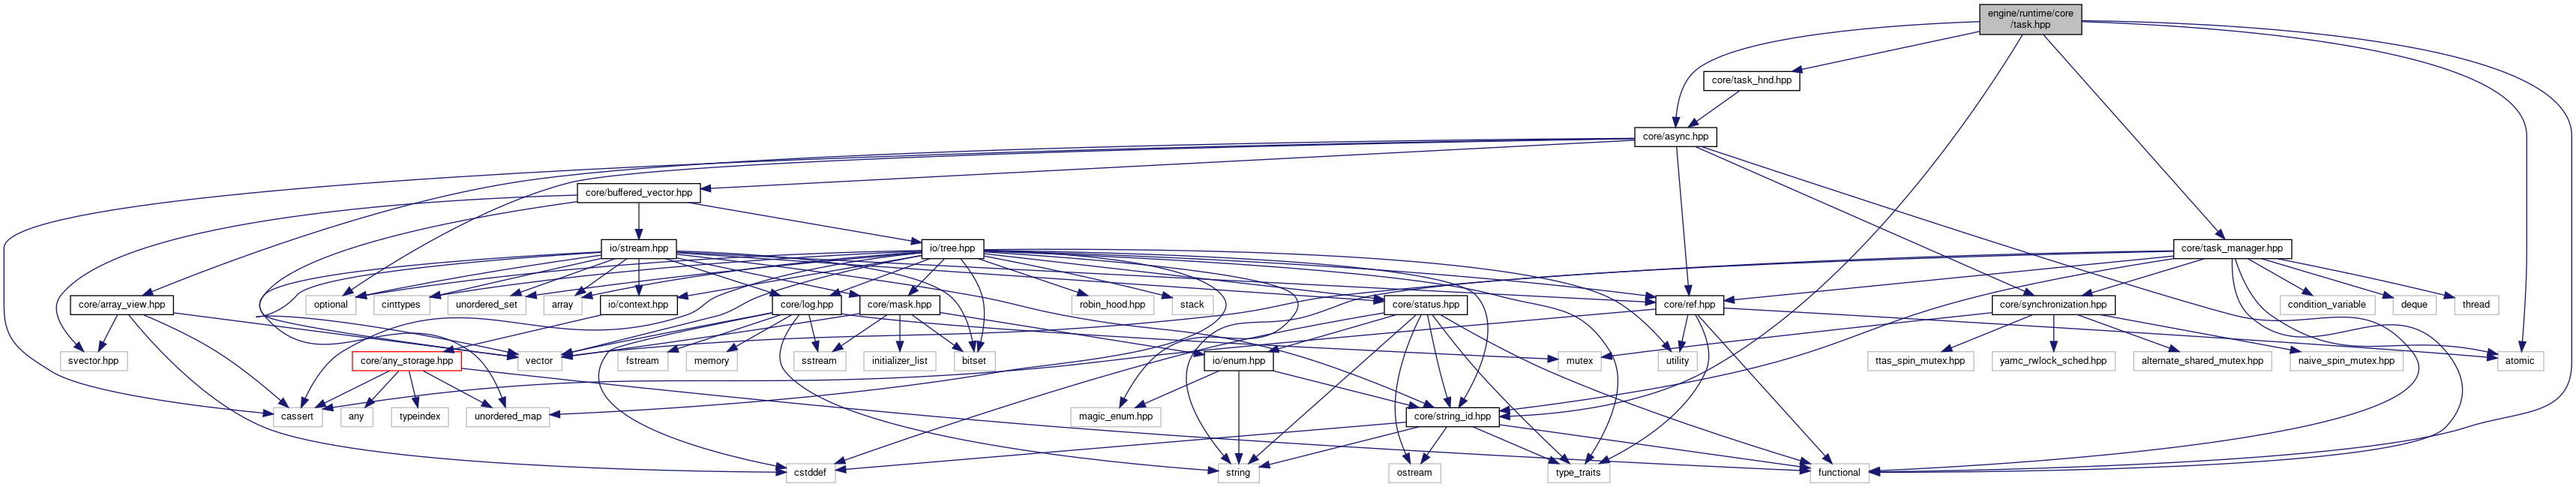 engine/runtime/core
/task.hpp
core/task_hnd.hpp
core/async.hpp
core/buffered_vector.hpp
io/stream.hpp
io/tree.hpp
core/task_manager.hpp
core/array_view.hpp
optional
cinttypes
unordered_set
array
io/context.hpp
core/log.hpp
core/mask.hpp
robin_hood.hpp
stack
core/status.hpp
core/ref.hpp
core/synchronization.hpp
condition_variable
deque
thread
svector.hpp
core/any_storage.hpp
vector
fstream
memory
sstream
initializer_list
bitset
io/enum.hpp
mutex
utility
ttas_spin_mutex.hpp
yamc_rwlock_sched.hpp
alternate_shared_mutex.hpp
naive_spin_mutex.hpp
atomic
cassert
any
typeindex
unordered_map
magic_enum.hpp
core/string_id.hpp
cstddef
string
ostream
type_traits
functional